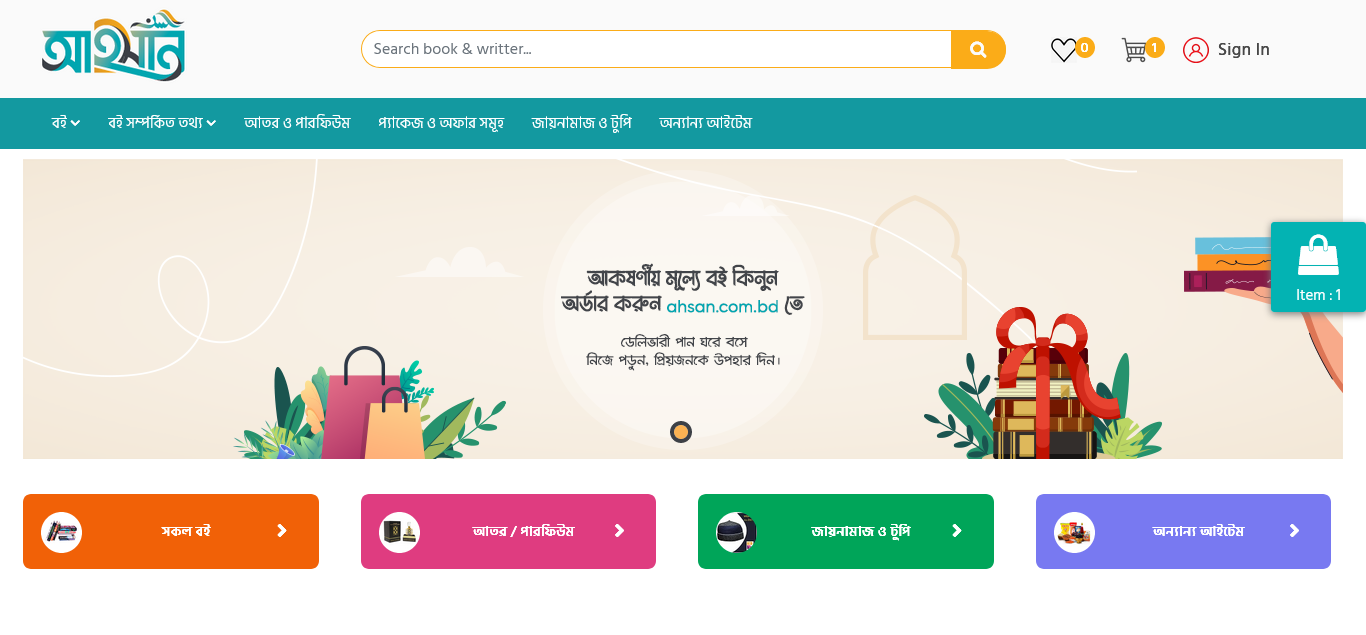 আহসান
Search book & writter...
0
1
Sign In
বই
বই সম্পর্কিত তথ্য
আতর ও পারফিউম
প্যাকেজ ও অফার সমূহ
জায়নামাজ ও টুপি
অন্যান্য আইটেম
আকর্ষণীয় মূল্যে বই কিনুন
অর্ডার করুন ahsan.com.bd তে
ডেলিভারী পান ঘরে বসে
নিজে পড়ুন, প্রিয়জনকে উপহার দিন।
Item : 1
সকল বই
আতর / পারফিউম
জায়নামাজ ও টুপি
অন্যান্য আইটেম